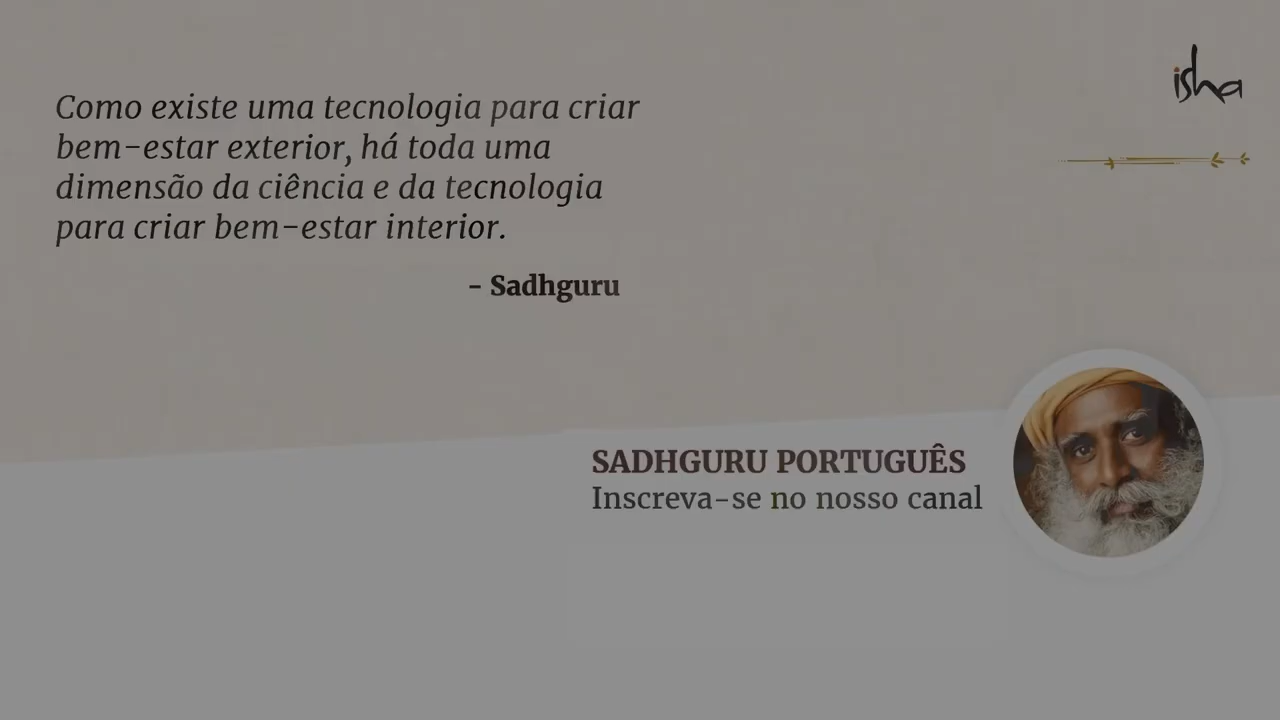 Como existe uma tecnologia para criar
bem-estar exterior, há toda uma
dimensão da ciência e da tecnologia
para criar bem-estar interior.
- Sadhguru
isha
SADHGURU PORTUGUÊS
Inscreva-se no nosso canal